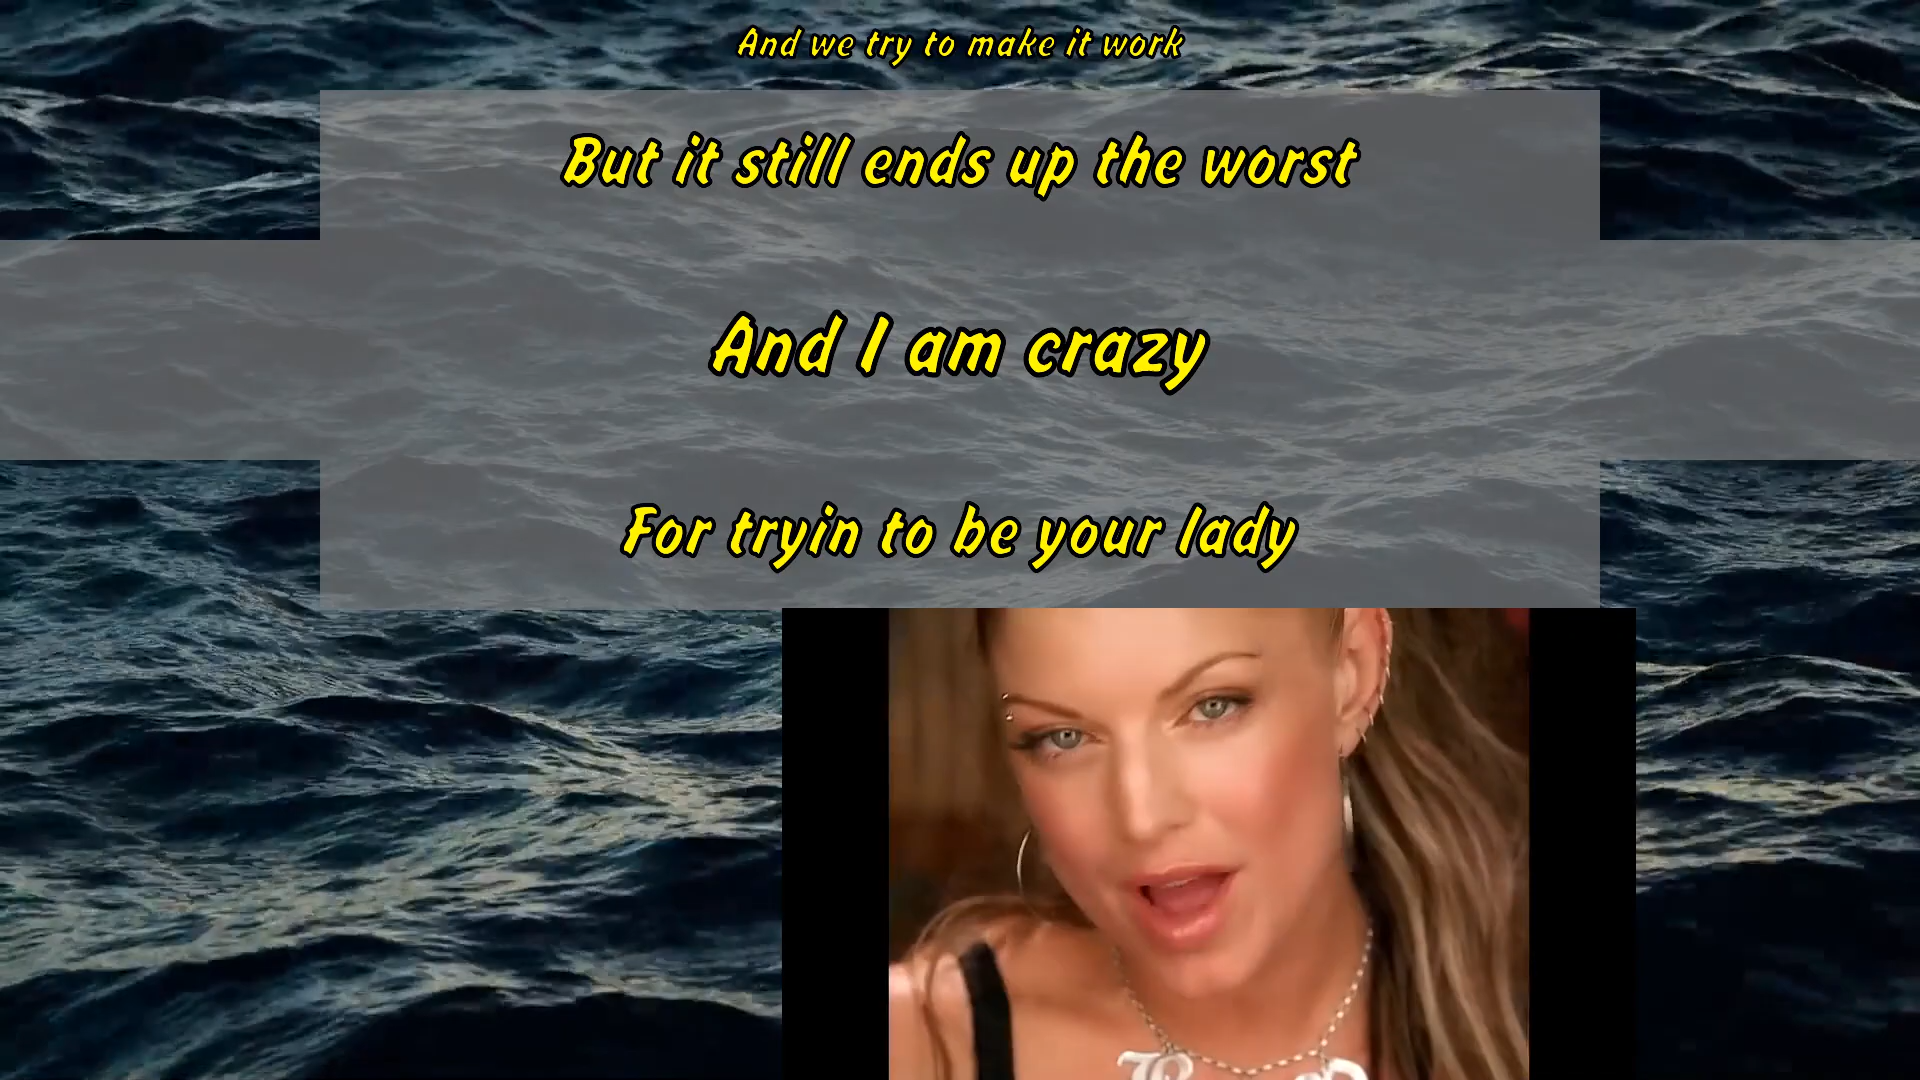 And we try to make it work
But it still ends up the worst
And I am crazy
For tryin to be your lady